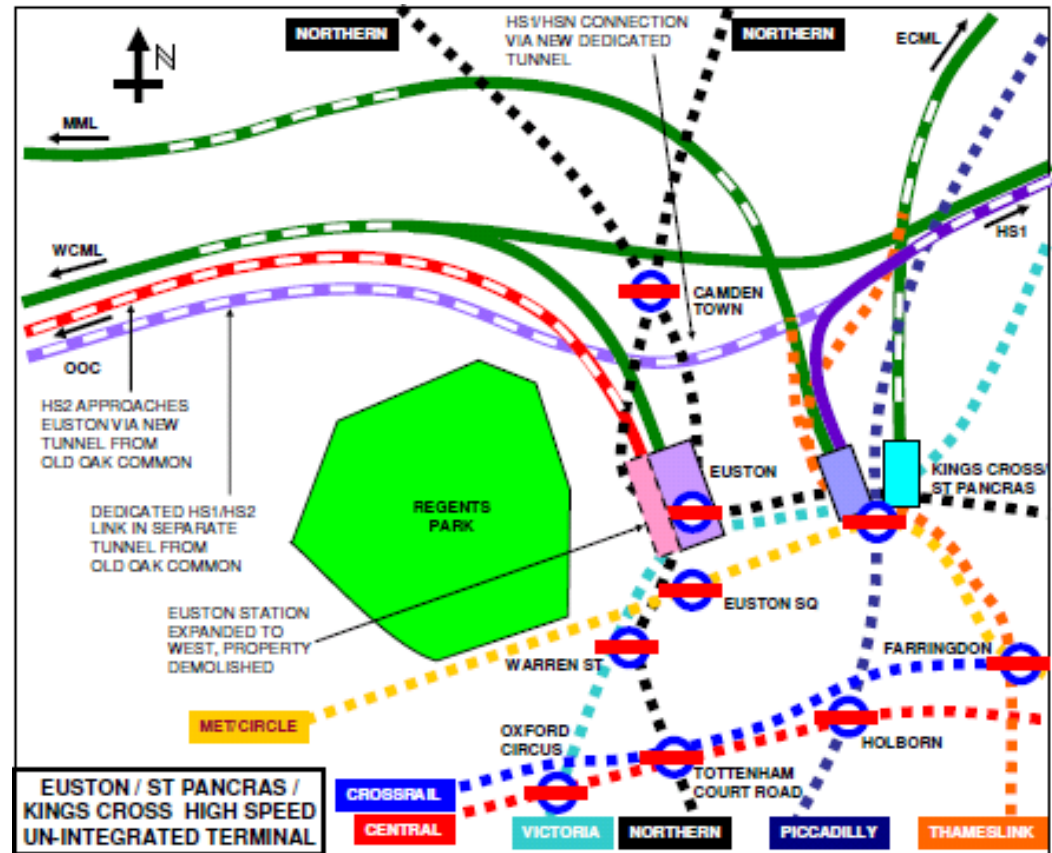 NORTHERN
HS1/HSN CONNECTION
VIA NEW DEDICATED
TUNNEL
NORTHERN
ECML
N
MML
WCML
HS1
CAMDEN
TOWN
OOC
HS2 APPROACHES
EUSTON VIA NEW
TUNNEL FROM
OLD OAK COMMON
EUSTON
KINGS CROSS/
ST PANCRAS
REGENTS
PARK
DEDICATED HS1/HS2
LINK IN SEPARATE
TUNNEL FROM
OLD OAK COMMON
EUSTON SQ
EUSTON STATION
EXPANDED TO
WEST, PROPERTY
DEMOLISHED
WARREN ST
FARRINGDON
MET/CIRCLE
OXFORD
CIRCUS
HOLBORN
TOTTENHAM
COURT ROAD
EUSTON / ST PANCRAS /
KINGS CROSS HIGH SPEED
UN-INTEGRATED TERMINAL
CROSSRAIL
CENTRAL
VICTORIA
NORTHERN
PICCADILLY
THAMESLINK